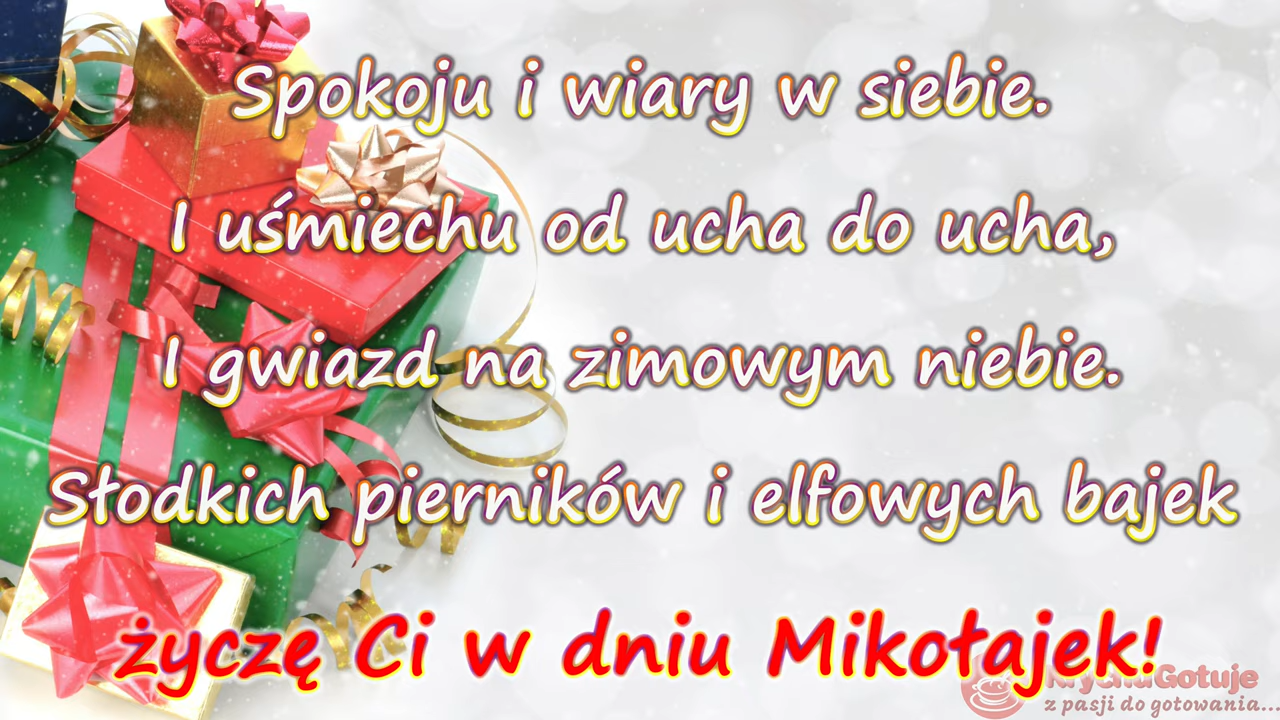 Spokoju i wiary w siebie.
I uśmiechu od ucha do ucha,
I gwiazd na zimowym niebie.
Słodkich pierników i elfowych bajek
życzę Ci w dniu Mikołajek!
KrychaGotuje
z pasji do gotowania...